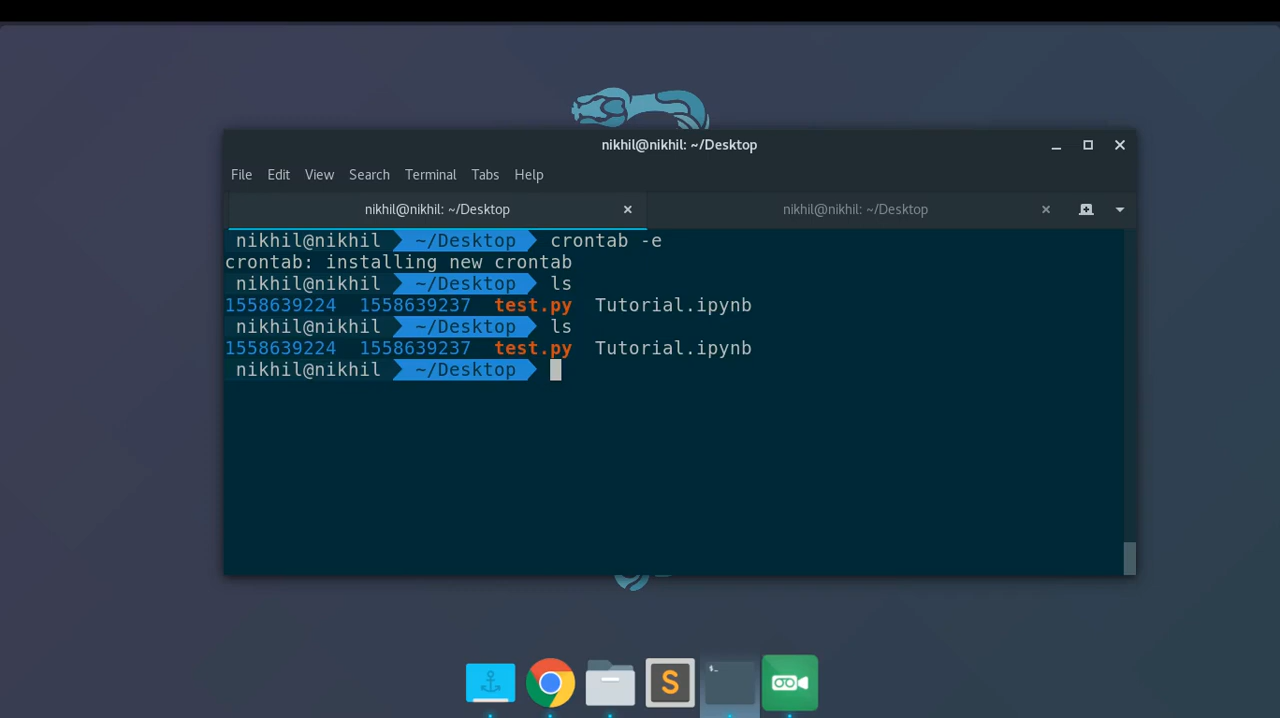 nikhil@nikhil: ~/Desktop
File Edit View Search Terminal Tabs Help
nikhil@nikhil: ~/Desktop nikhil@nikhil: ~/Desktop
nikhil@nikhil ~/Desktop crontab -e
crontab: installing new crontab
nikhil@nikhil ~/Desktop ls
1558639224 1558639237 test.py Tutorial.ipynb
nikhil@nikhil ~/Desktop ls
1558639224 1558639237 test.py Tutorial.ipynb
nikhil@nikhil ~/Desktop
S
$_